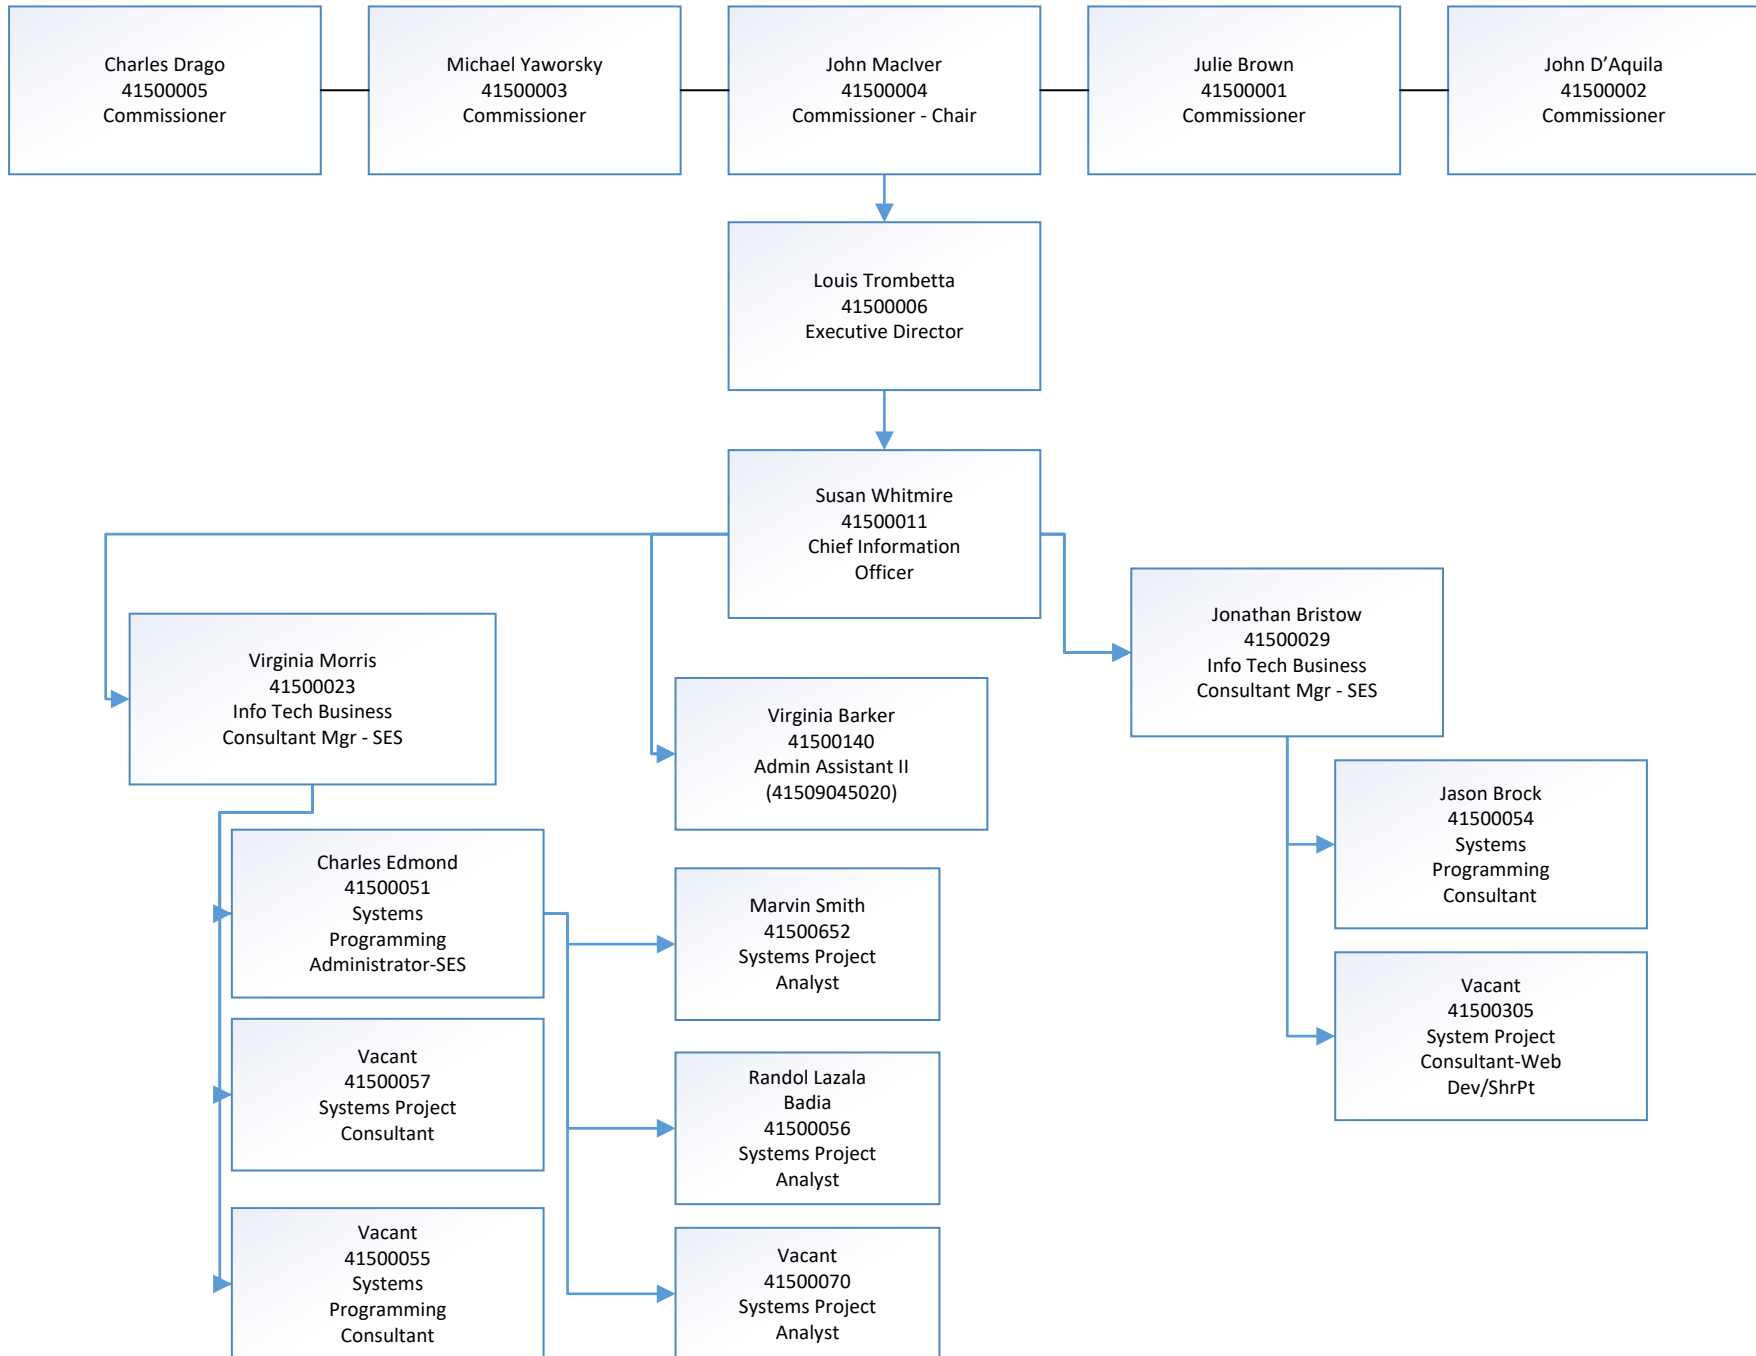 Charles Drago
41500005
Commissioner
Michael Yaworsky
41500003
Commissioner
John MacIver
41500004
Commissioner - Chair
Julie Brown
41500001
Commissioner
John D’Aquila
41500002
Commissioner
Louis Trombetta
41500006
Executive Director
Susan Whitmire
41500011
Chief Information
Officer
Virginia Morris
41500023
Info Tech Business
Consultant Mgr - SES
Virginia Barker
41500140
Admin Assistant II
(41509045020)
Jonathan Bristow
41500029
Info Tech Business
Consultant Mgr - SES
Charles Edmond
41500051
Systems
Programming
Administrator-SES
Vacant
41500057
Systems Project
Consultant
Vacant
41500055
Systems
Programming
Consultant
Marvin Smith
41500652
Systems Project
Analyst
Randol Lazala
Badia
41500056
Systems Project
Analyst
Vacant
41500070
Systems Project
Analyst
Jason Brock
41500054
Systems
Programming
Consultant
Vacant
41500305
System Project
Consultant-Web
Dev/ShrPt